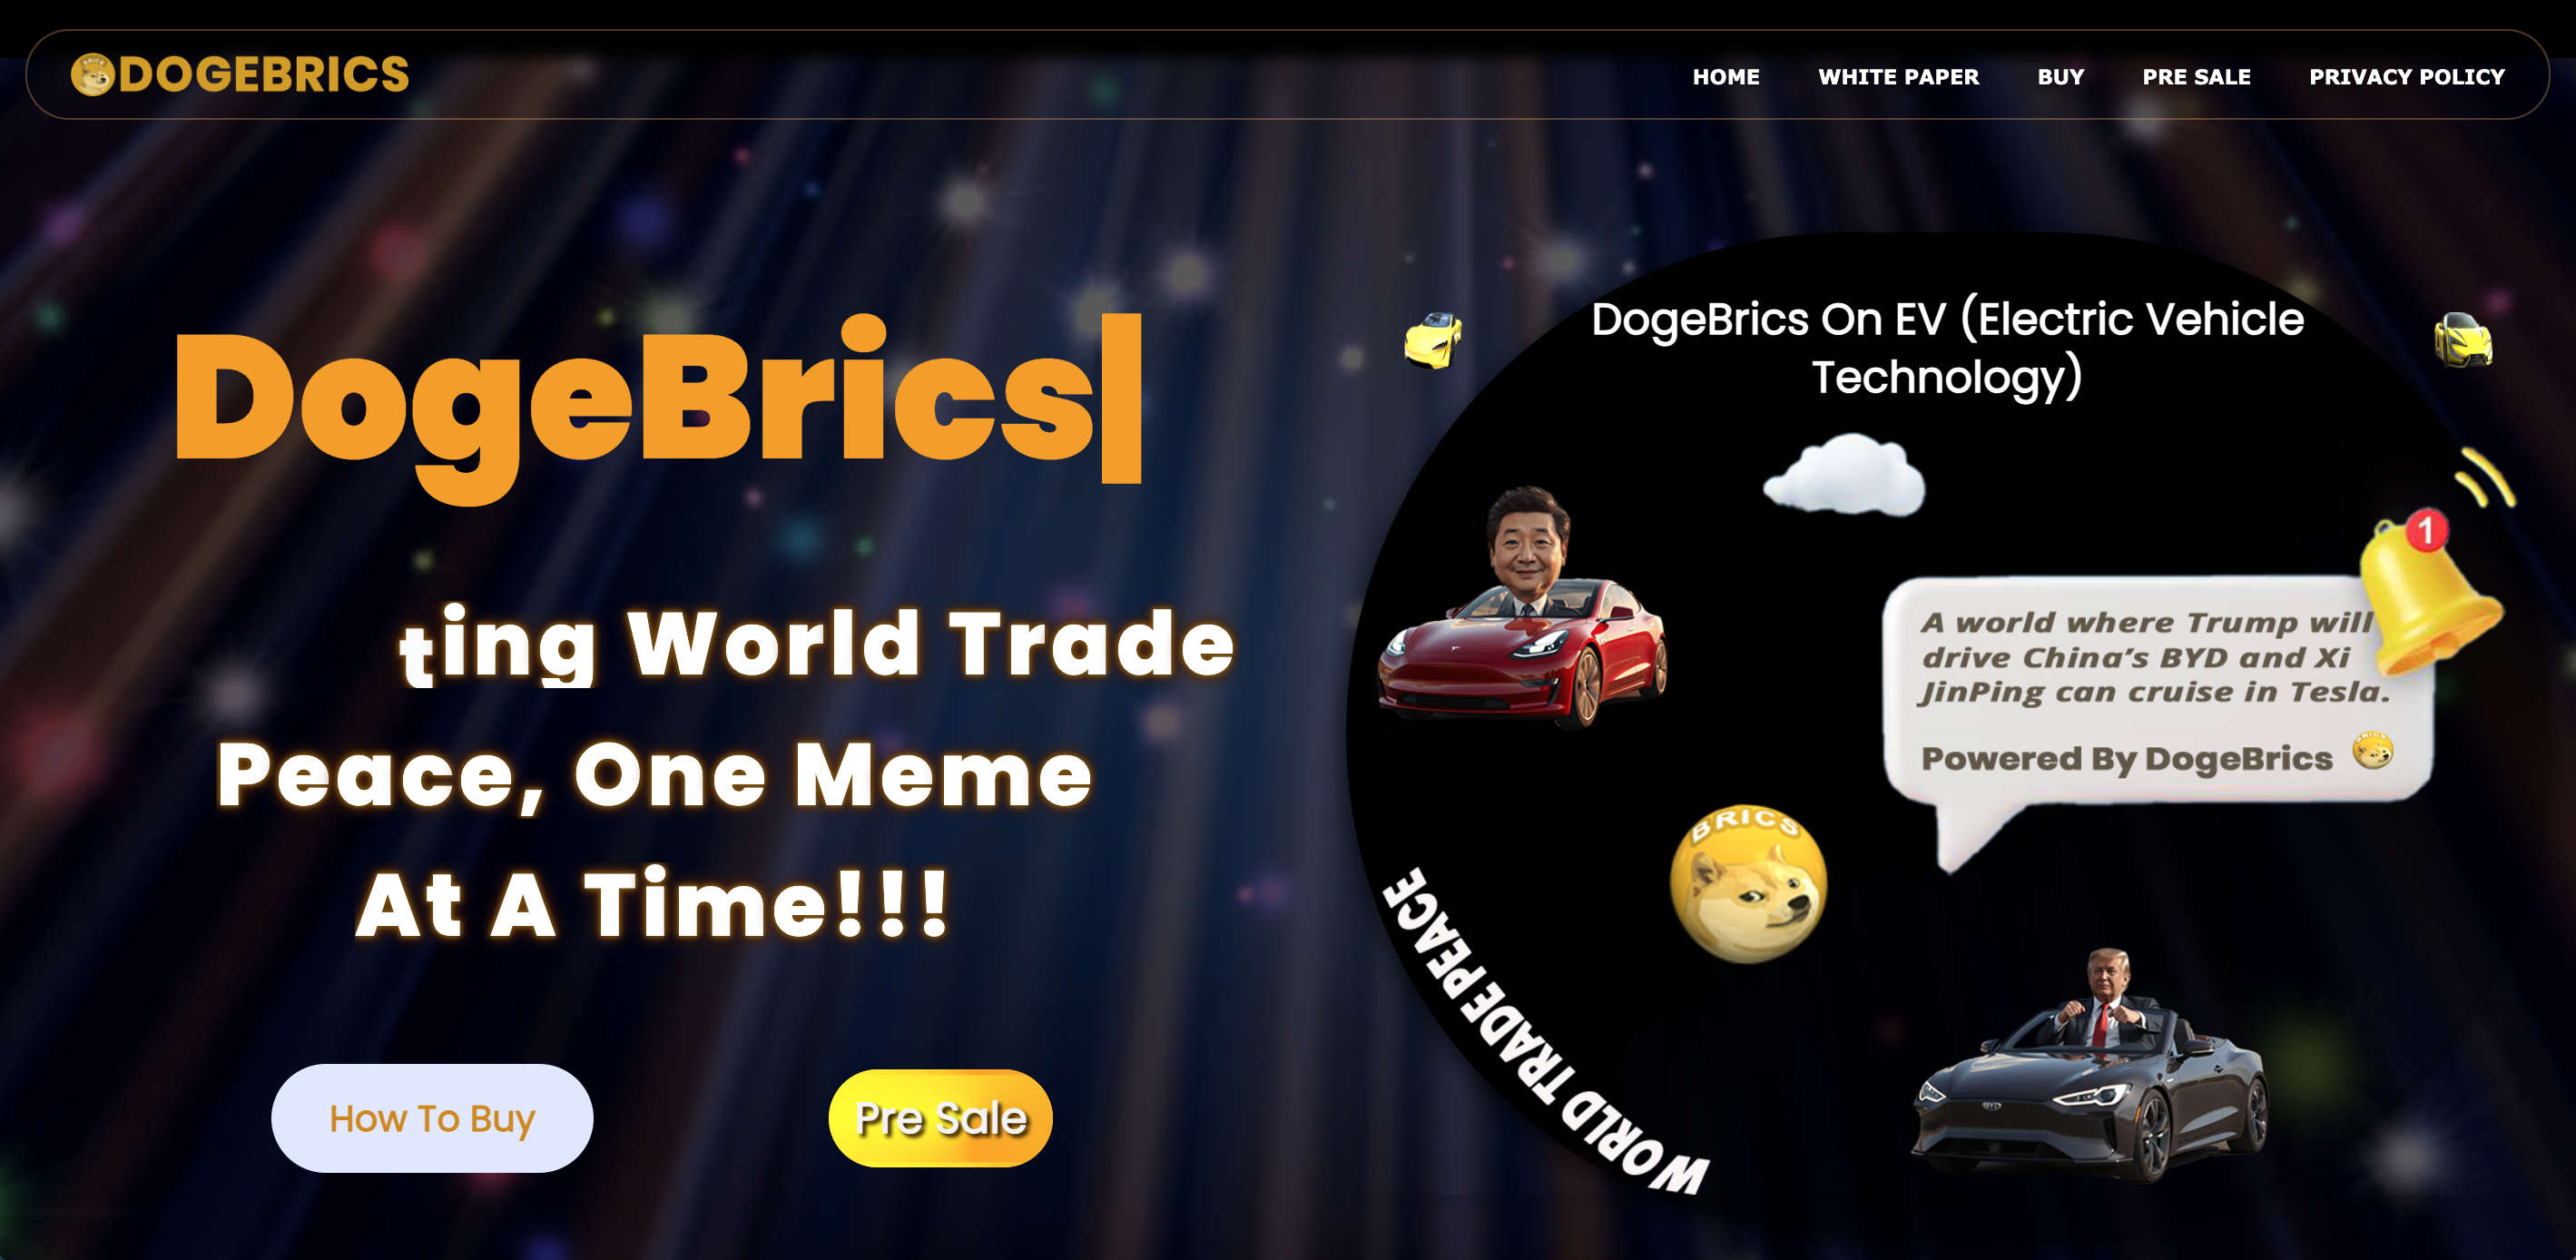 DOGEBRICS
HOME WHITE PAPER BUY PRE SALE PRIVACY POLICY
DogeBrics
ting World Trade
Peace, One Meme
At A Time!!!
How To Buy
Pre Sale
DogeBrics On EV (Electric Vehicle
Technology)
1
A world where Trump will
drive China's BYD and Xi
JinPing can cruise in Tesla.
Powered By DogeBrics
BRICS
BRICS
WORLD TRADE PEACE
BYD